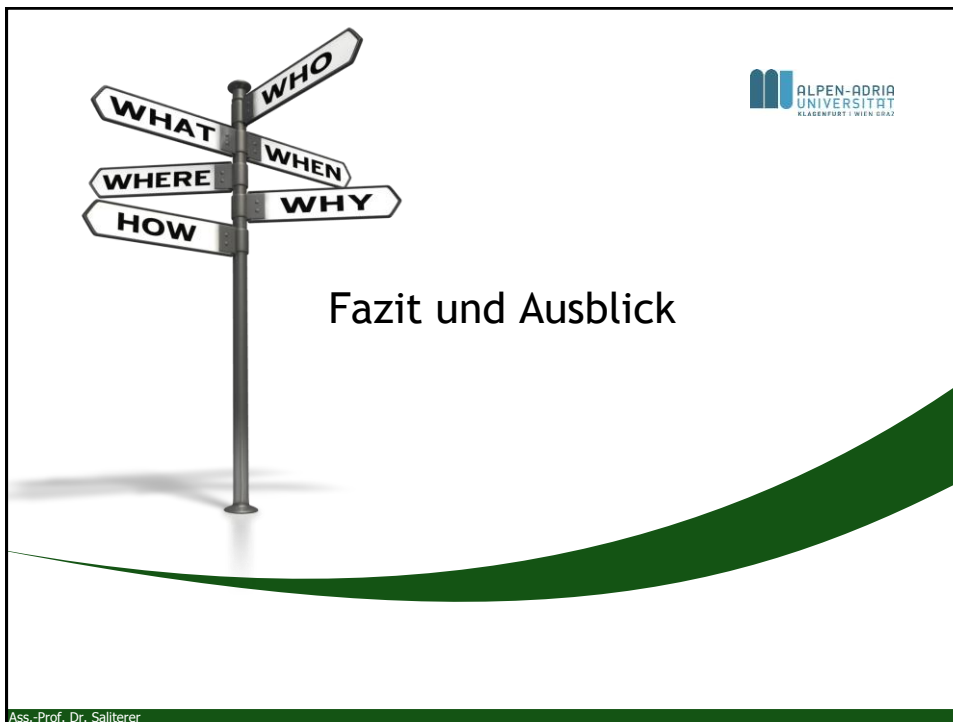 WHO
WHAT
WHEN
WHERE
WHY
HOW
ALPEN-ADRIA
UNIVERSITÄT
KLAGENFURT | WIEN GRAZ
Fazit und Ausblick
Ass.-Prof. Dr. Saliterer